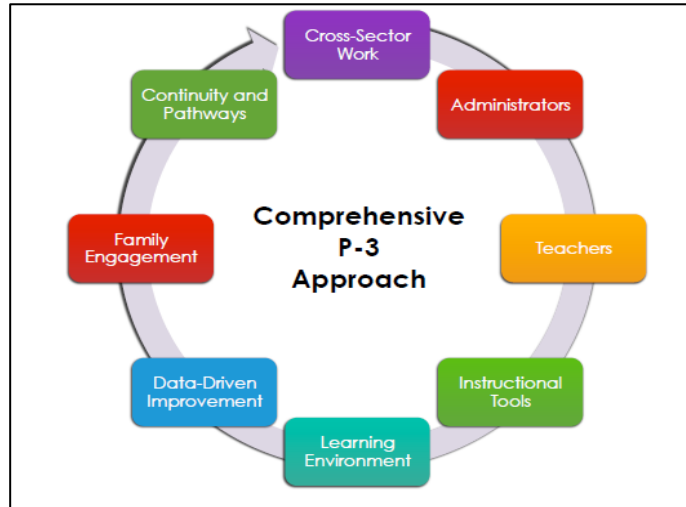 Cross-Sector
Work
Administrators
Teachers
Instructional
Tools
Learning
Environment
Data-Driven
Improvement
Family
Engagement
Continuity and
Pathways
Comprehensive
P-3
Approach